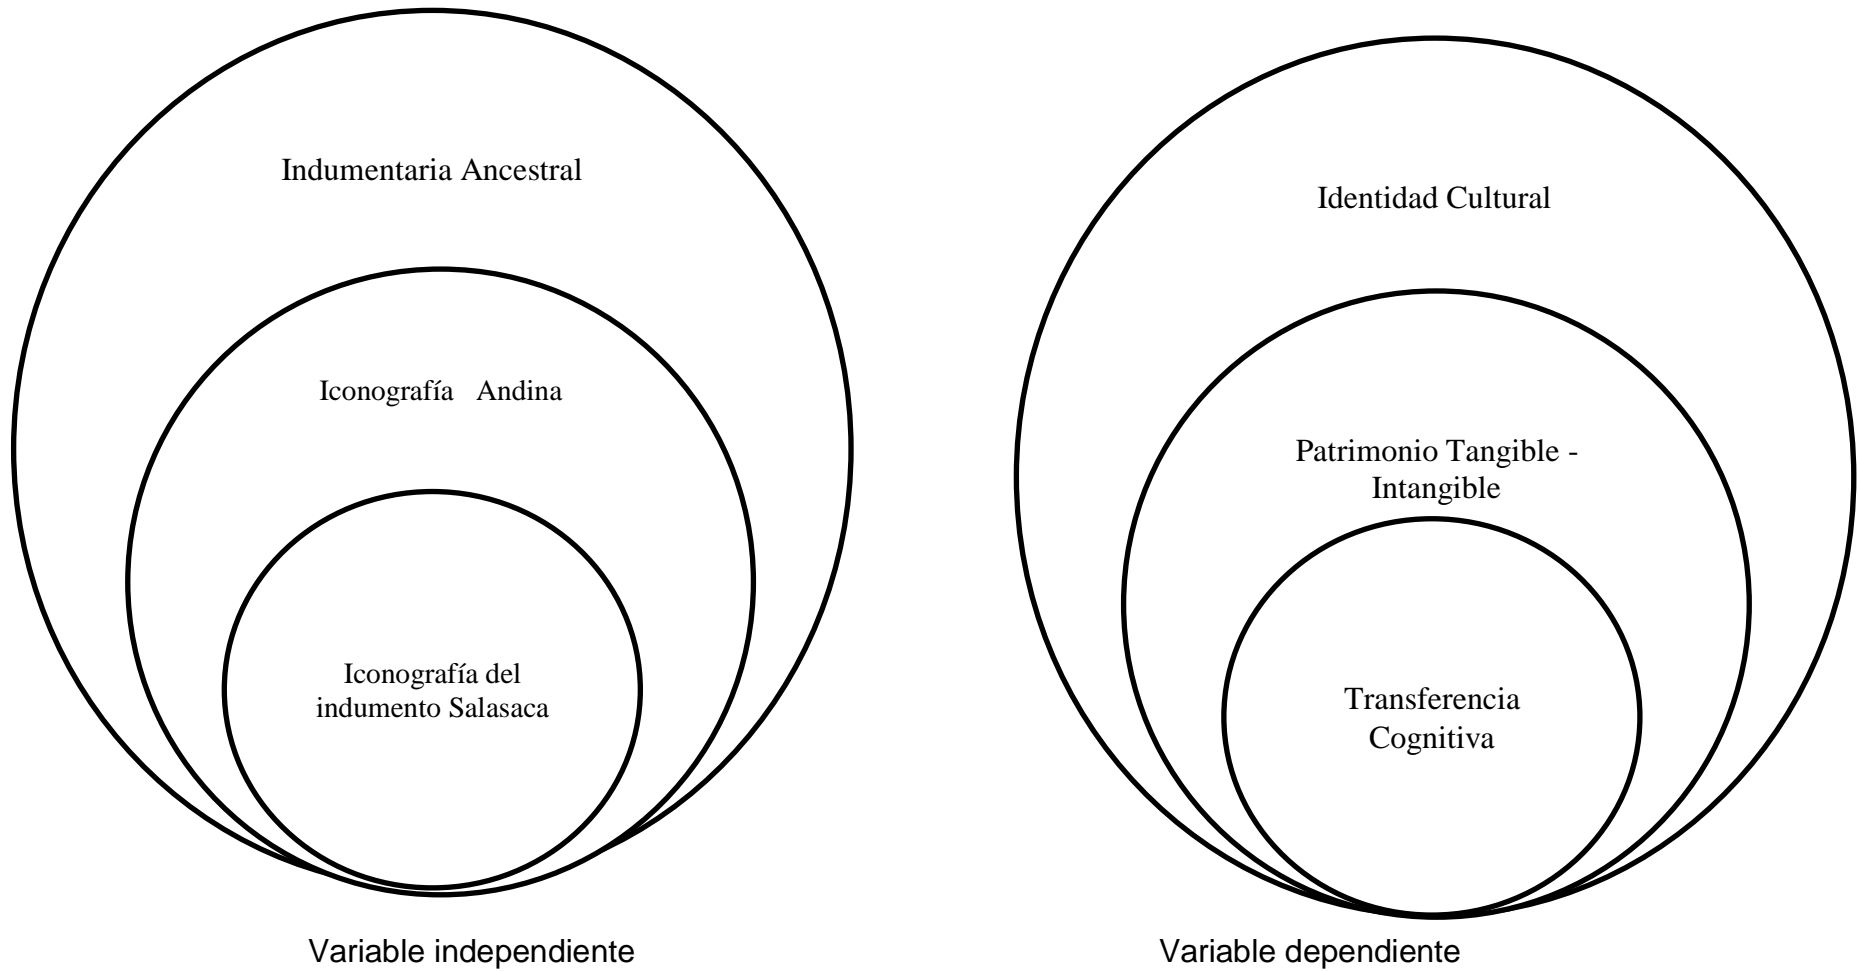 Indumentaria Ancestral
Iconografía Andina
Iconografía del
indumento Salasaca
Variable independiente
Identidad Cultural
Patrimonio Tangible -
Intangible
Transferencia
Cognitiva
Variable dependiente